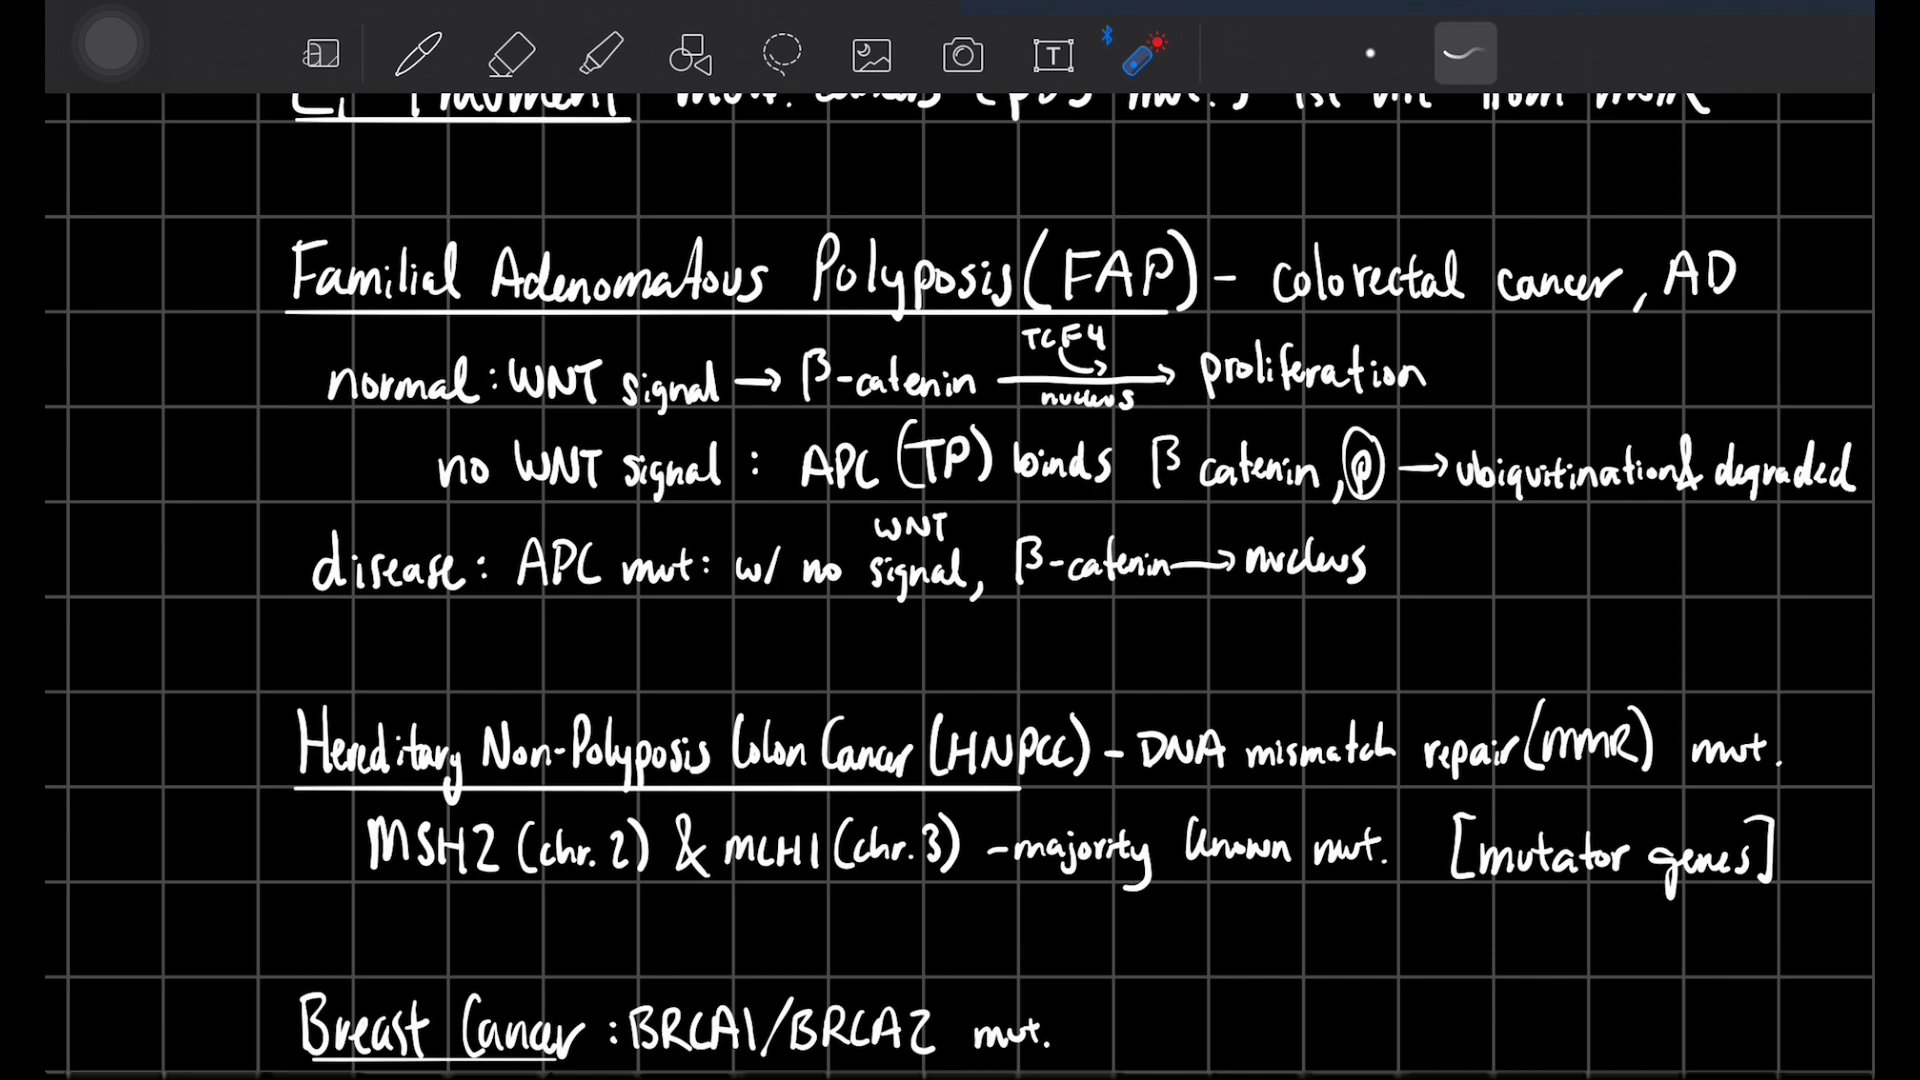 Familial Adenomatous Polyposis (FAP) - colorectal cancer, AD
TCF4
normal: WNT signal → β-catenin → proliferation
nucleus
no WNT signal: APC (TP) binds β catenin, ⓟ → ubiquitination & degraded
WNT
disease: APC mut: w/ no signal, β-catenin → nucleus
Hereditary Non-Polyposis Colon Cancer (HNPCC) - DNA mismatch repair (MMR) mut.
MSH2 (chr. 2) & MLH1 (chr. 3) - majority known mut. [mutator genes]
Breast Cancer: BRCA1/BRCA2 mut.